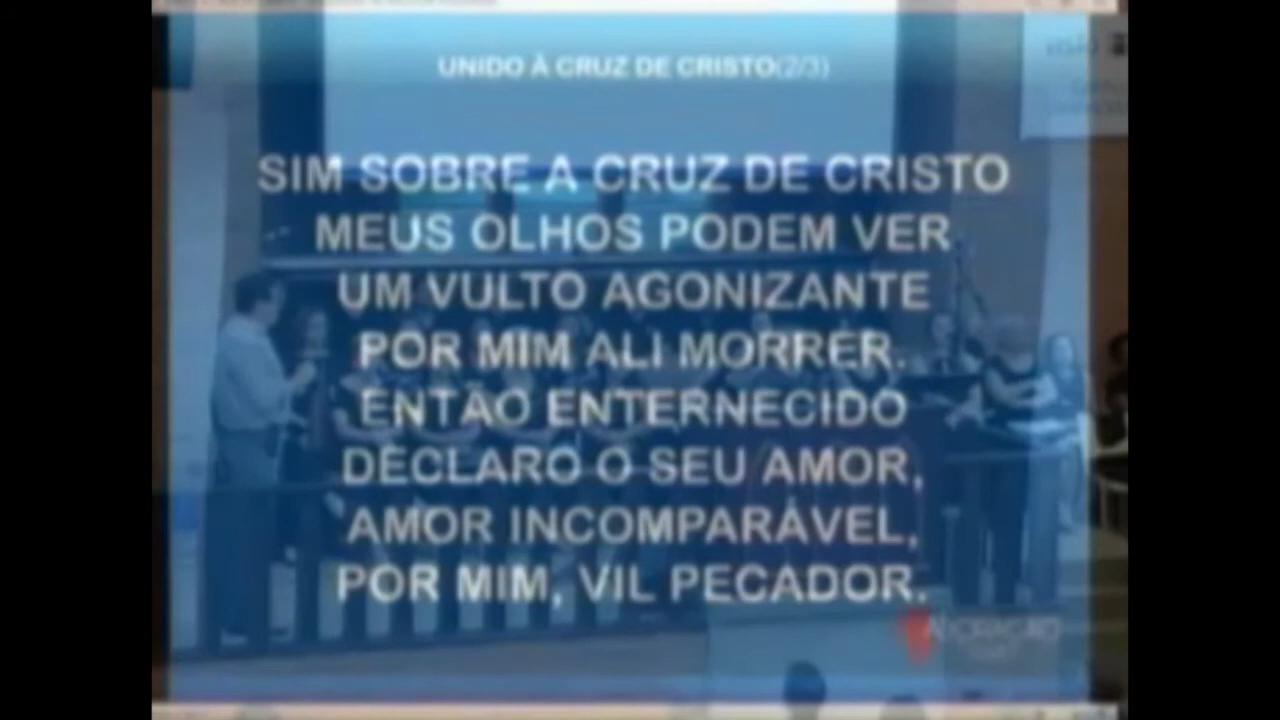 UNIDO À CRUZ DE CRISTO(2/3)
SIM SOBRE A CRUZ DE CRISTO
MEUS OLHOS PODEM VER
UM VULTO AGONIZANTE
POR MIM ALI MORRER.
ENTÃO ENTERNECIDO
DECLARO O SEU AMOR,
AMOR INCOMPARÁVEL,
POR MIM, VIL PECADOR.